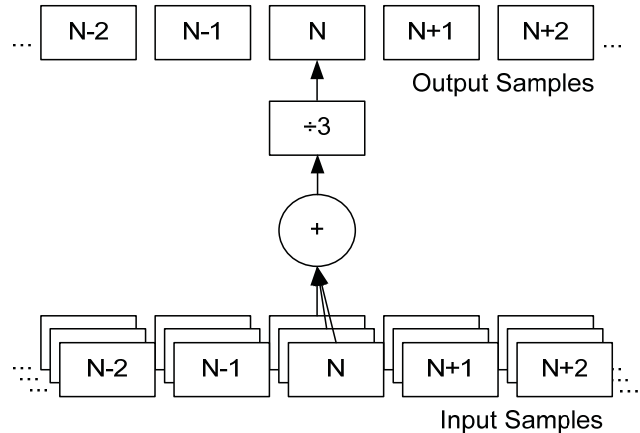 ... N-2 N-1 N N+1 N+2 ...
Output Samples
÷3
+
... N-2 N-1 N N+1 N+2 ...
... ...
... ...
Input Samples